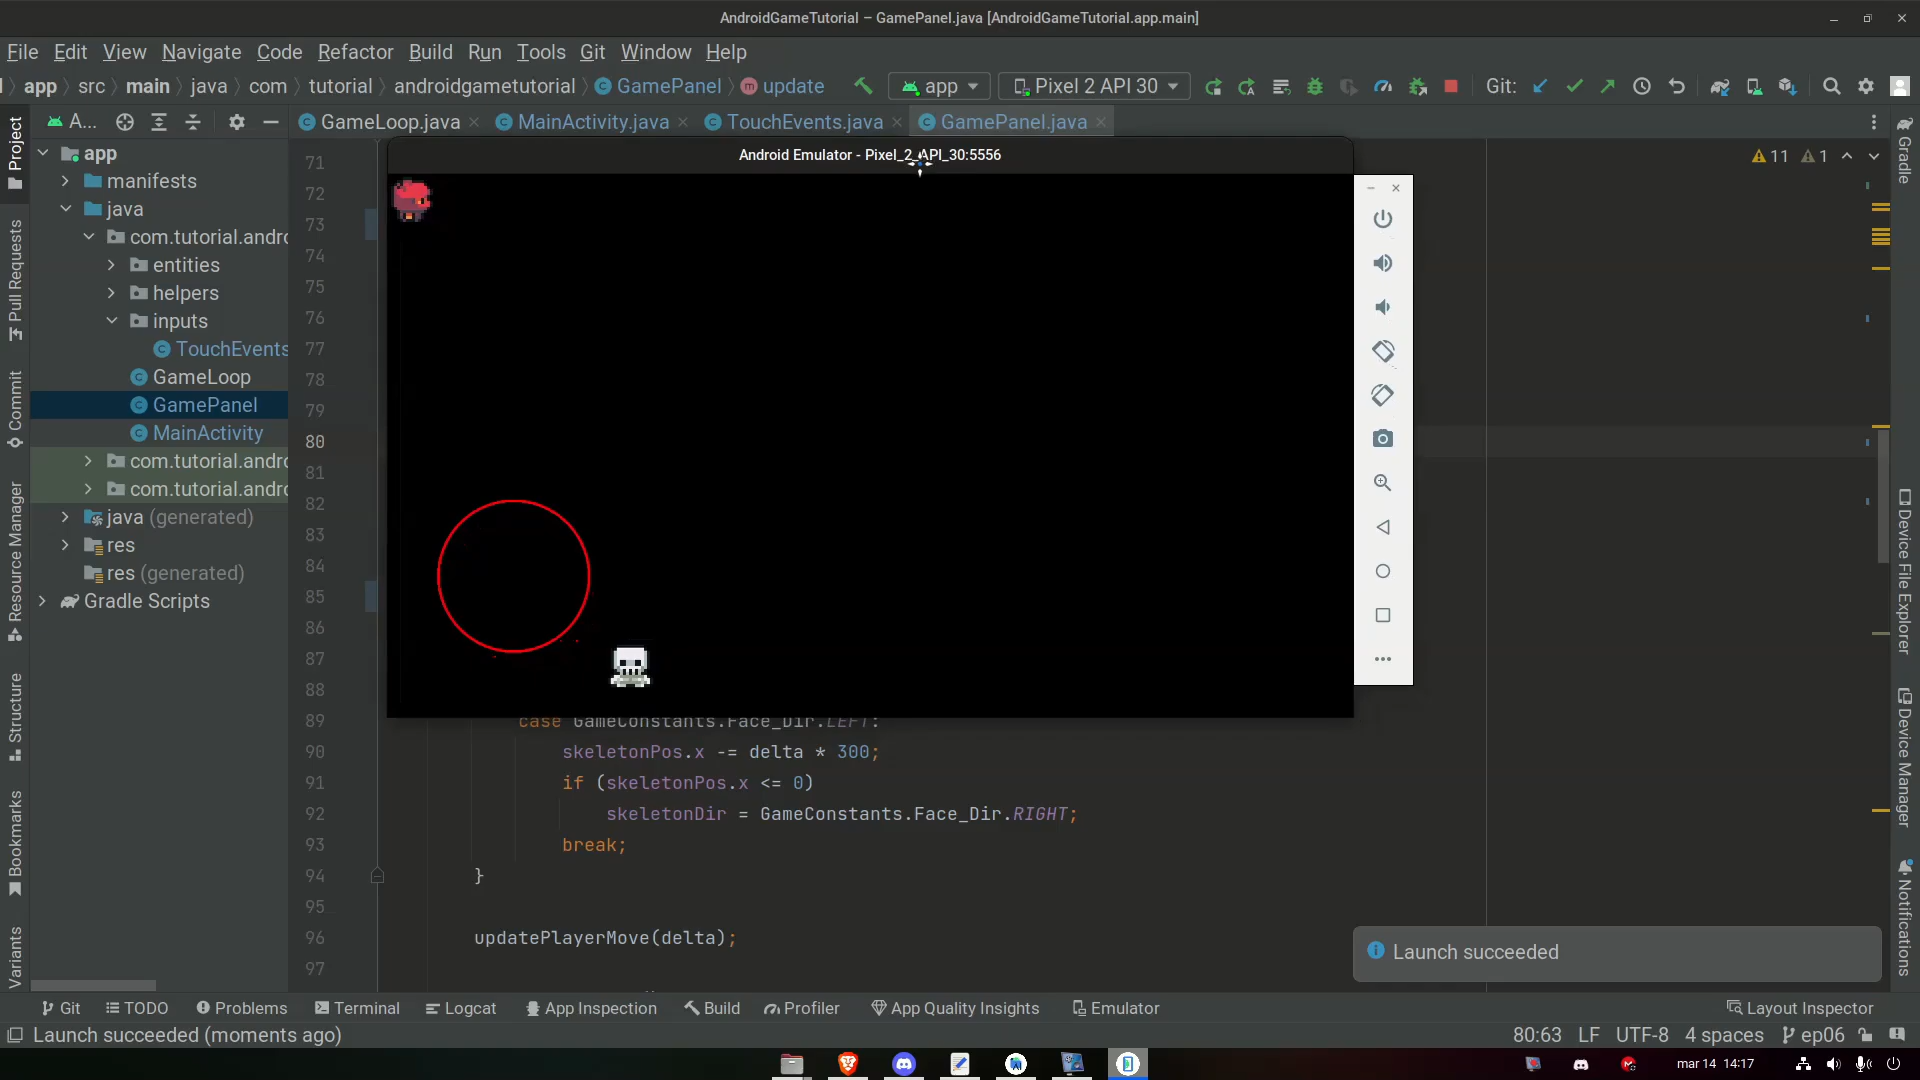 AndroidGameTutorial – GamePanel.java [AndroidGameTutorial.app.main]
File Edit View Navigate Code Refactor Build Run Tools Git Window Help
app src main java com tutorial androidgametutorial GamePanel update app Pixel 2 API 30 Git:
A... GameLoop.java MainActivity.java TouchEvents.java GamePanel.java
Project
Pull Requests
Commit
Resource Manager
Structure
Bookmarks
Variants
app
manifests
java
com.tutorial.andro
entities
helpers
inputs
TouchEvents
GameLoop
GamePanel
MainActivity
com.tutorial.andro
com.tutorial.andro
java (generated)
res
res (generated)
Gradle Scripts
Android Emulator - Pixel_2_API_30:5556
11 1
71
72
73
74
75
76
77
78
79
80
81
82
83
84
85
86
87
88
89 case GameConstants.Face_Dir.LEFT:
90 skeletonPos.x -= delta * 300;
91 if (skeletonPos.x <= 0)
92 skeletonDir = GameConstants.Face_Dir.RIGHT;
93 break;
94 }
95
96 updatePlayerMove(delta);
97
Gradle
Device File Explorer
Device Manager
Notifications
Launch succeeded
Git TODO Problems Terminal Logcat App Inspection Build Profiler App Quality Insights Emulator Layout Inspector
Launch succeeded (moments ago) 80:63 LF UTF-8 4 spaces ep06
mar 14 14:17